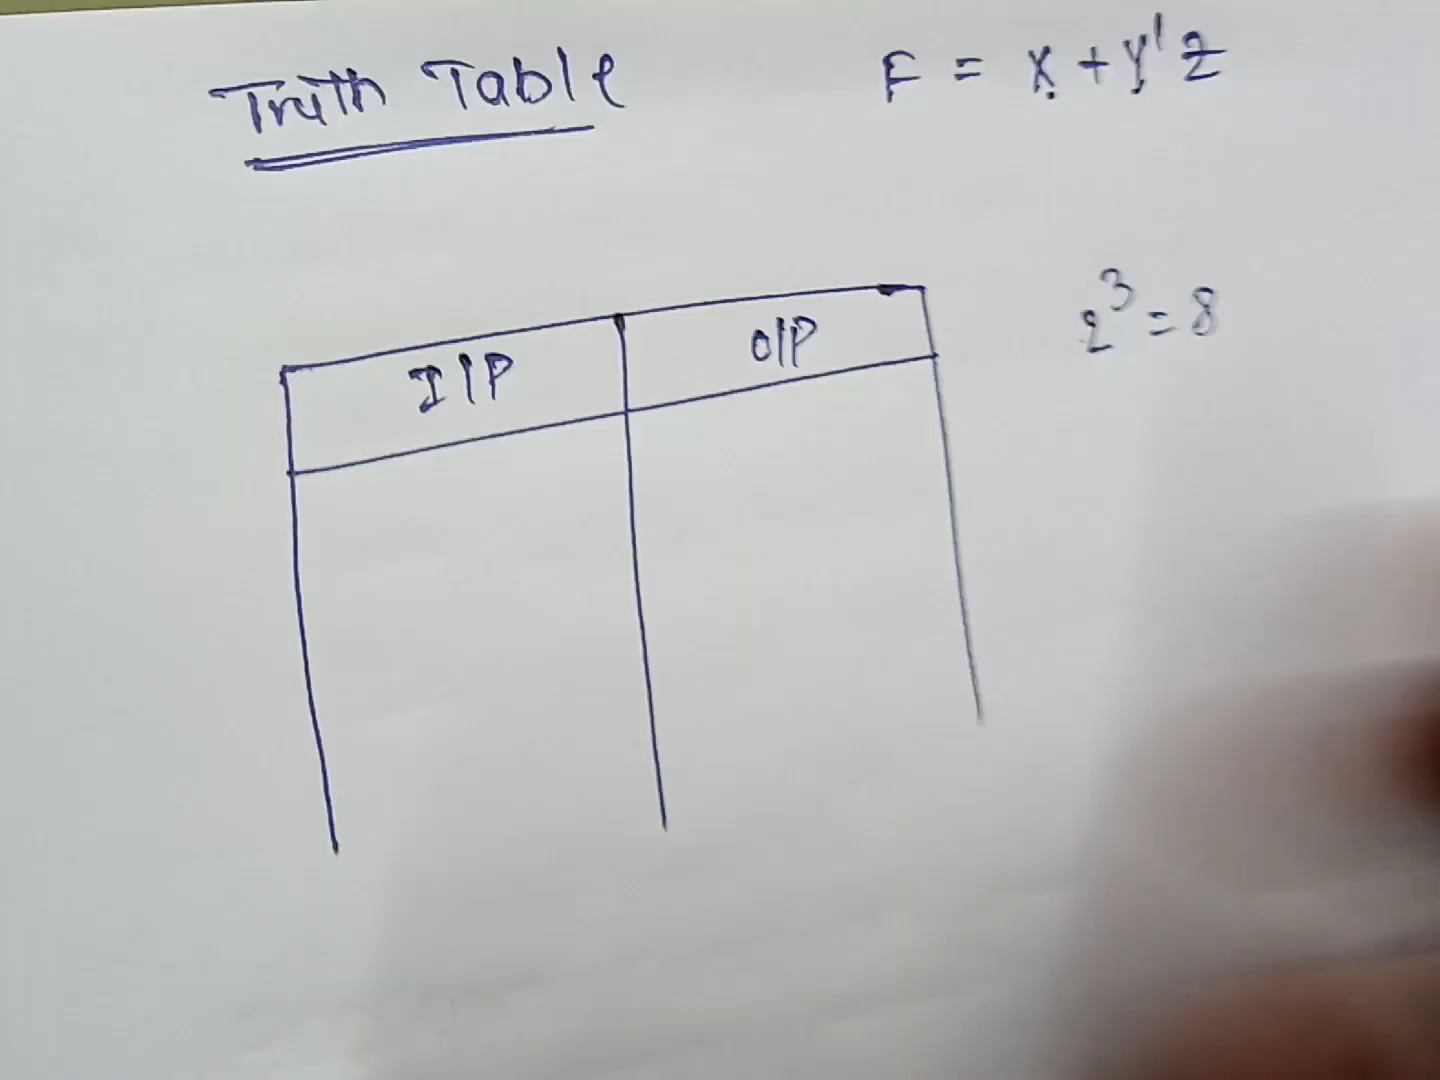 Truth Table
F = X + Y'Z
I/P
O/P
2³ = 8